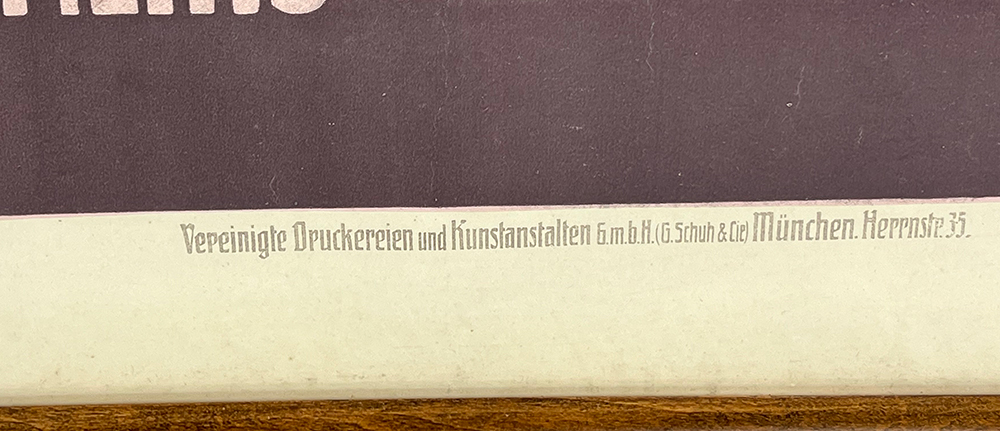 Vereinigte Druckereien und Kunstanstalten G.m.b.H. (G. Schuh & Cie) München. Herrnstr. 35.